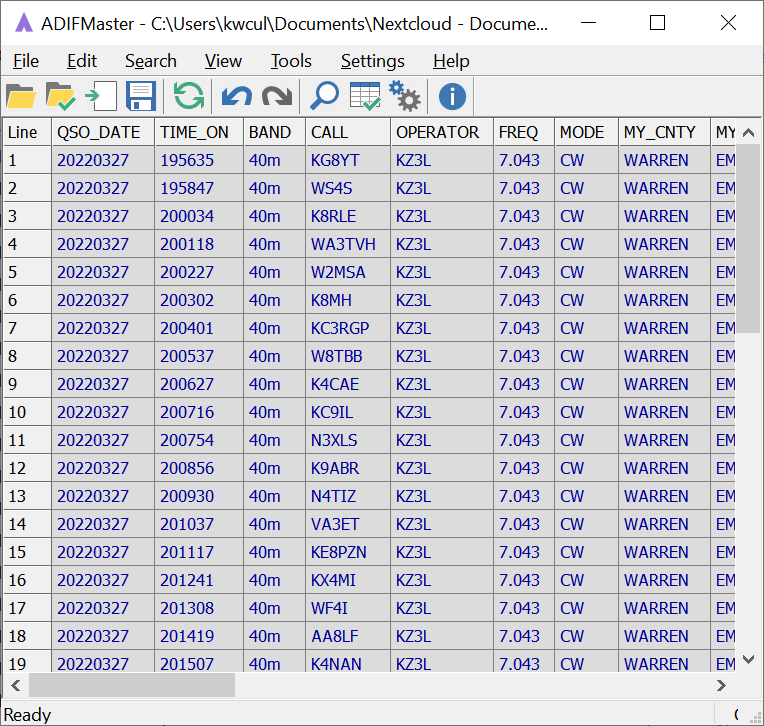 ADIFMaster - C:\Users\kwcul\Documents\Nextcloud - Docume...
File Edit Search View Tools Settings Help
Line QSO_DATE TIME_ON BAND CALL OPERATOR FREQ MODE MY_CNTY MY
1 20220327 195635 40m KG8YT KZ3L 7.043 CW WARREN EM
2 20220327 195847 40m WS4S KZ3L 7.043 CW WARREN EM
3 20220327 200034 40m K8RLE KZ3L 7.043 CW WARREN EM
4 20220327 200118 40m WA3TVH KZ3L 7.043 CW WARREN EM
5 20220327 200227 40m W2MSA KZ3L 7.043 CW WARREN EM
6 20220327 200302 40m K8MH KZ3L 7.043 CW WARREN EM
7 20220327 200401 40m KC3RGP KZ3L 7.043 CW WARREN EM
8 20220327 200537 40m W8TBB KZ3L 7.043 CW WARREN EM
9 20220327 200627 40m K4CAE KZ3L 7.043 CW WARREN EM
10 20220327 200716 40m KC9IL KZ3L 7.043 CW WARREN EM
11 20220327 200754 40m N3XLS KZ3L 7.043 CW WARREN EM
12 20220327 200856 40m K9ABR KZ3L 7.043 CW WARREN EM
13 20220327 200930 40m N4TIZ KZ3L 7.043 CW WARREN EM
14 20220327 201037 40m VA3ET KZ3L 7.043 CW WARREN EM
15 20220327 201117 40m KE8PZN KZ3L 7.043 CW WARREN EM
16 20220327 201241 40m KX4MI KZ3L 7.043 CW WARREN EM
17 20220327 201308 40m WF4I KZ3L 7.043 CW WARREN EM
18 20220327 201419 40m AA8LF KZ3L 7.043 CW WARREN EM
19 20220327 201507 40m K4NAN KZ3L 7.043 CW WARREN EM
Ready